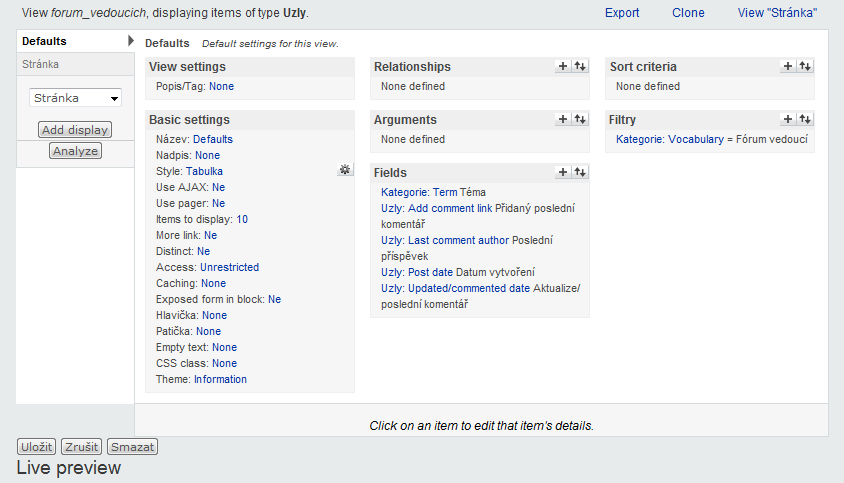 View forum_vedoucich, displaying items of type Uzly.
Export Clone View "Stránka"
Defaults
Stránka
Stránka
Add display
Analyze
Defaults Default settings for this view.
View settings
Popis/Tag: None
Basic settings
Název: Defaults
Nadpis: None
Style: Tabulka
Use AJAX: Ne
Use pager: Ne
Items to display: 10
More link: Ne
Distinct: Ne
Access: Unrestricted
Caching: None
Exposed form in block: Ne
Hlavička: None
Patička: None
Empty text: None
CSS class: None
Theme: Information
Relationships
None defined
Arguments
None defined
Fields
Kategorie: Term Téma
Uzly: Add comment link Přidaný poslední
komentář
Uzly: Last comment author Poslední
příspěvek
Uzly: Post date Datum vytvoření
Uzly: Updated/commented date Aktualize/
poslední komentář
Sort criteria
None defined
Filtry
Kategorie: Vocabulary = Fórum vedoucí
Click on an item to edit that item's details.
Uložit Zrušit Smazat
Live preview